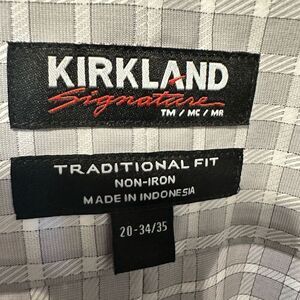 KIRKLAND
Signature
TM / MC / MR
TRADITIONAL FIT
NON-IRON
MADE IN INDONESIA
20-34/35